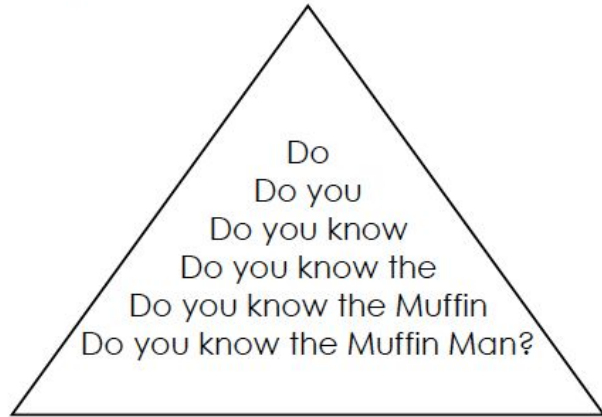 Do
Do you
Do you know
Do you know the
Do you know the Muffin
Do you know the Muffin Man?